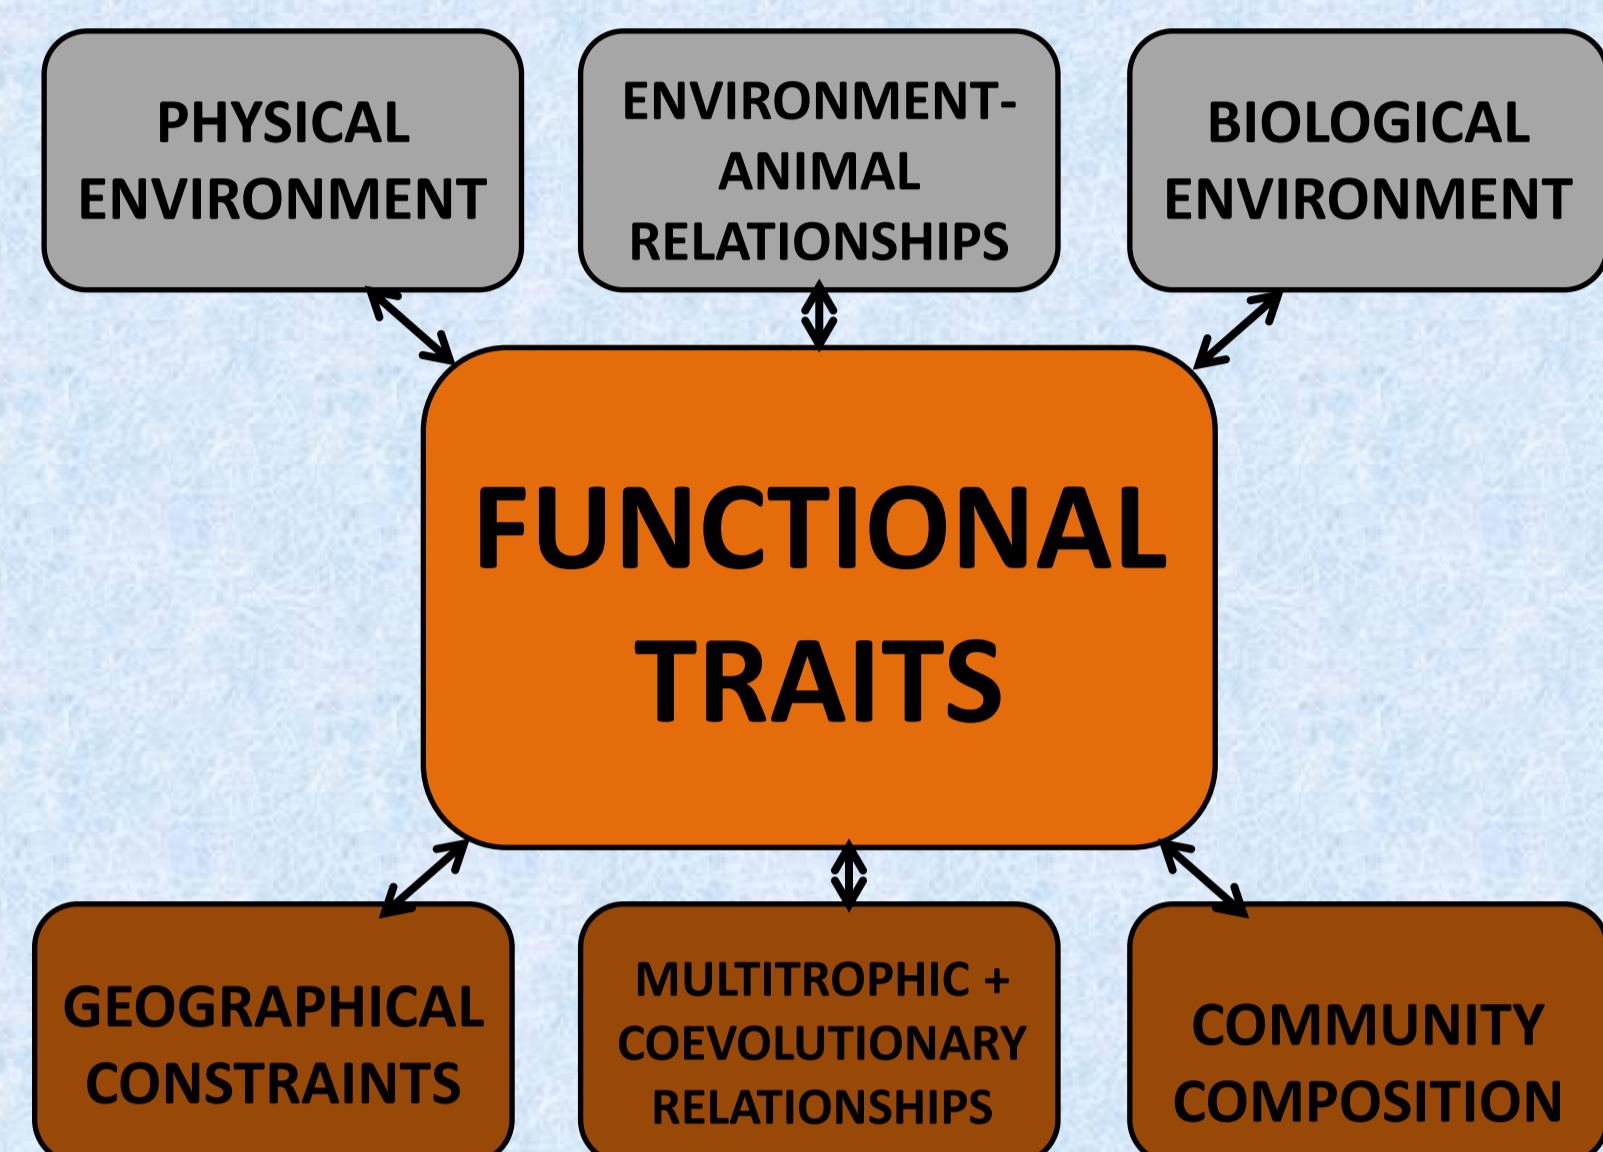 PHYSICAL
ENVIRONMENT
ENVIRONMENT-
ANIMAL
RELATIONSHIPS
BIOLOGICAL
ENVIRONMENT
FUNCTIONAL
TRAITS
GEOGRAPHICAL
CONSTRAINTS
MULTITROPHIC +
COEVOLUTIONARY
RELATIONSHIPS
COMMUNITY
COMPOSITION